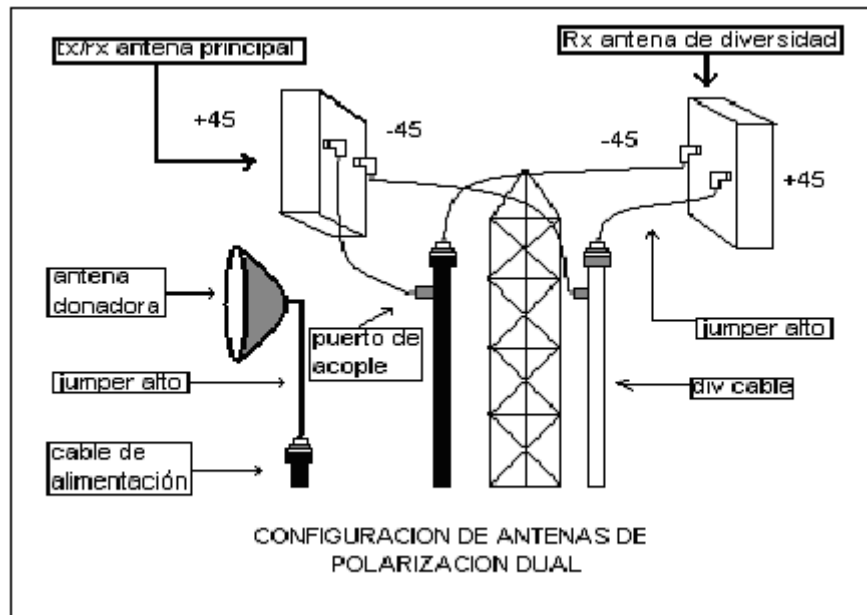 tx/rx antena principal
Rx antena de diversidad
+45
-45
-45
+45
antena
donadora
puerto de
acople
jumper alto
jumper alto
div cable
cable de
alimentación
CONFIGURACION DE ANTENAS DE
POLARIZACION DUAL